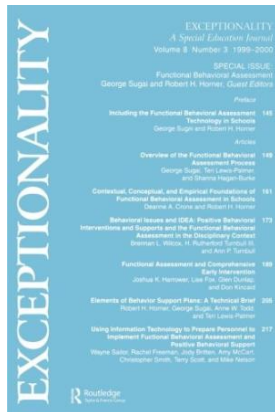 EXCEPTIONALITY
EXCEPTIONALITY
A Special Education Journal
Volume 8 Number 3 1999–2000
SPECIAL ISSUE:
Functional Behavioral Assessment
George Sugai and Robert H. Horner, Guest Editors
Preface
Including the Functional Behavioral Assessment 145
Technology in Schools
George Sugai and Robert H. Horner
Articles
Overview of the Functional Behavioral 149
Assessment Process
George Sugai, Teri Lewis-Palmer,
and Shanna Hagan-Burke
Contextual, Conceptual, and Empirical Foundations of 161
Functional Behavioral Assessment in Schools
Deanne A. Crone and Robert H. Horner
Behavioral Issues and IDEA: Positive Behavioral 173
Interventions and Supports and the Functional Behavioral
Assessment in the Disciplinary Context
Brennan L. Wilcox, H. Rutherford Turnbull III,
and Ann P. Turnbull
Functional Assessment and Comprehensive
Early Intervention
Joshua K. Harrower, Lise Fox, Glen Dunlap,
and Don Kincaid
Elements of Behavior Support Plans: A Technical Brief 205
Robert H. Horner, George Sugai, Anne W. Todd,
and Teri Lewis-Palmer
Using Information Technology to Prepare Personnel to 217
Implement Functional Behavioral Assessment and
Positive Behavioral Support
Wayne Sailor, Rachel Freeman, Jody Britten, Amy McCart,
Christopher Smith, Terry Scott, and Mike Nelson
Routledge